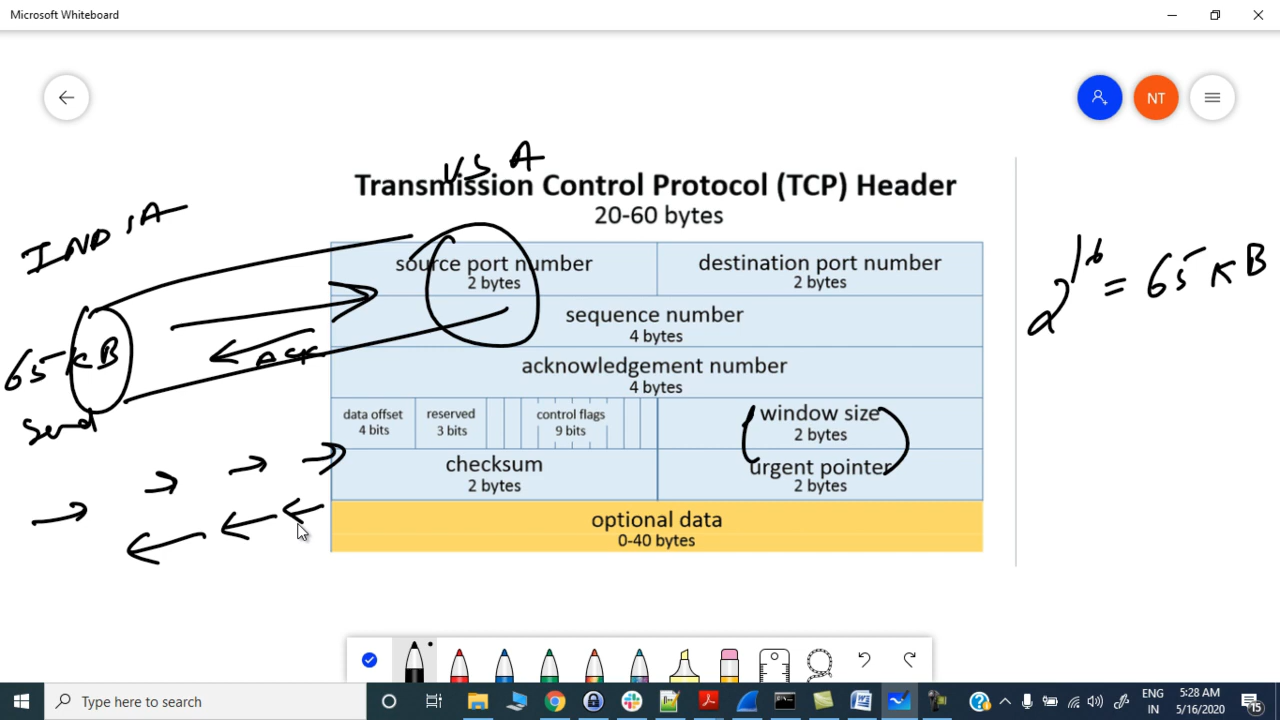 Microsoft Whiteboard
NT
USA
Transmission Control Protocol (TCP) Header
20-60 bytes
INDIA
source port number
2 bytes
destination port number
2 bytes
2^16 = 65 KB
sequence number
4 bytes
65 KB
send
ACK
acknowledgement number
4 bytes
data offset
4 bits
reserved
3 bits
control flags
9 bits
window size
2 bytes
checksum
2 bytes
urgent pointer
2 bytes
optional data
0-40 bytes
Type here to search
ENG
IN
5:28 AM
5/16/2020
15